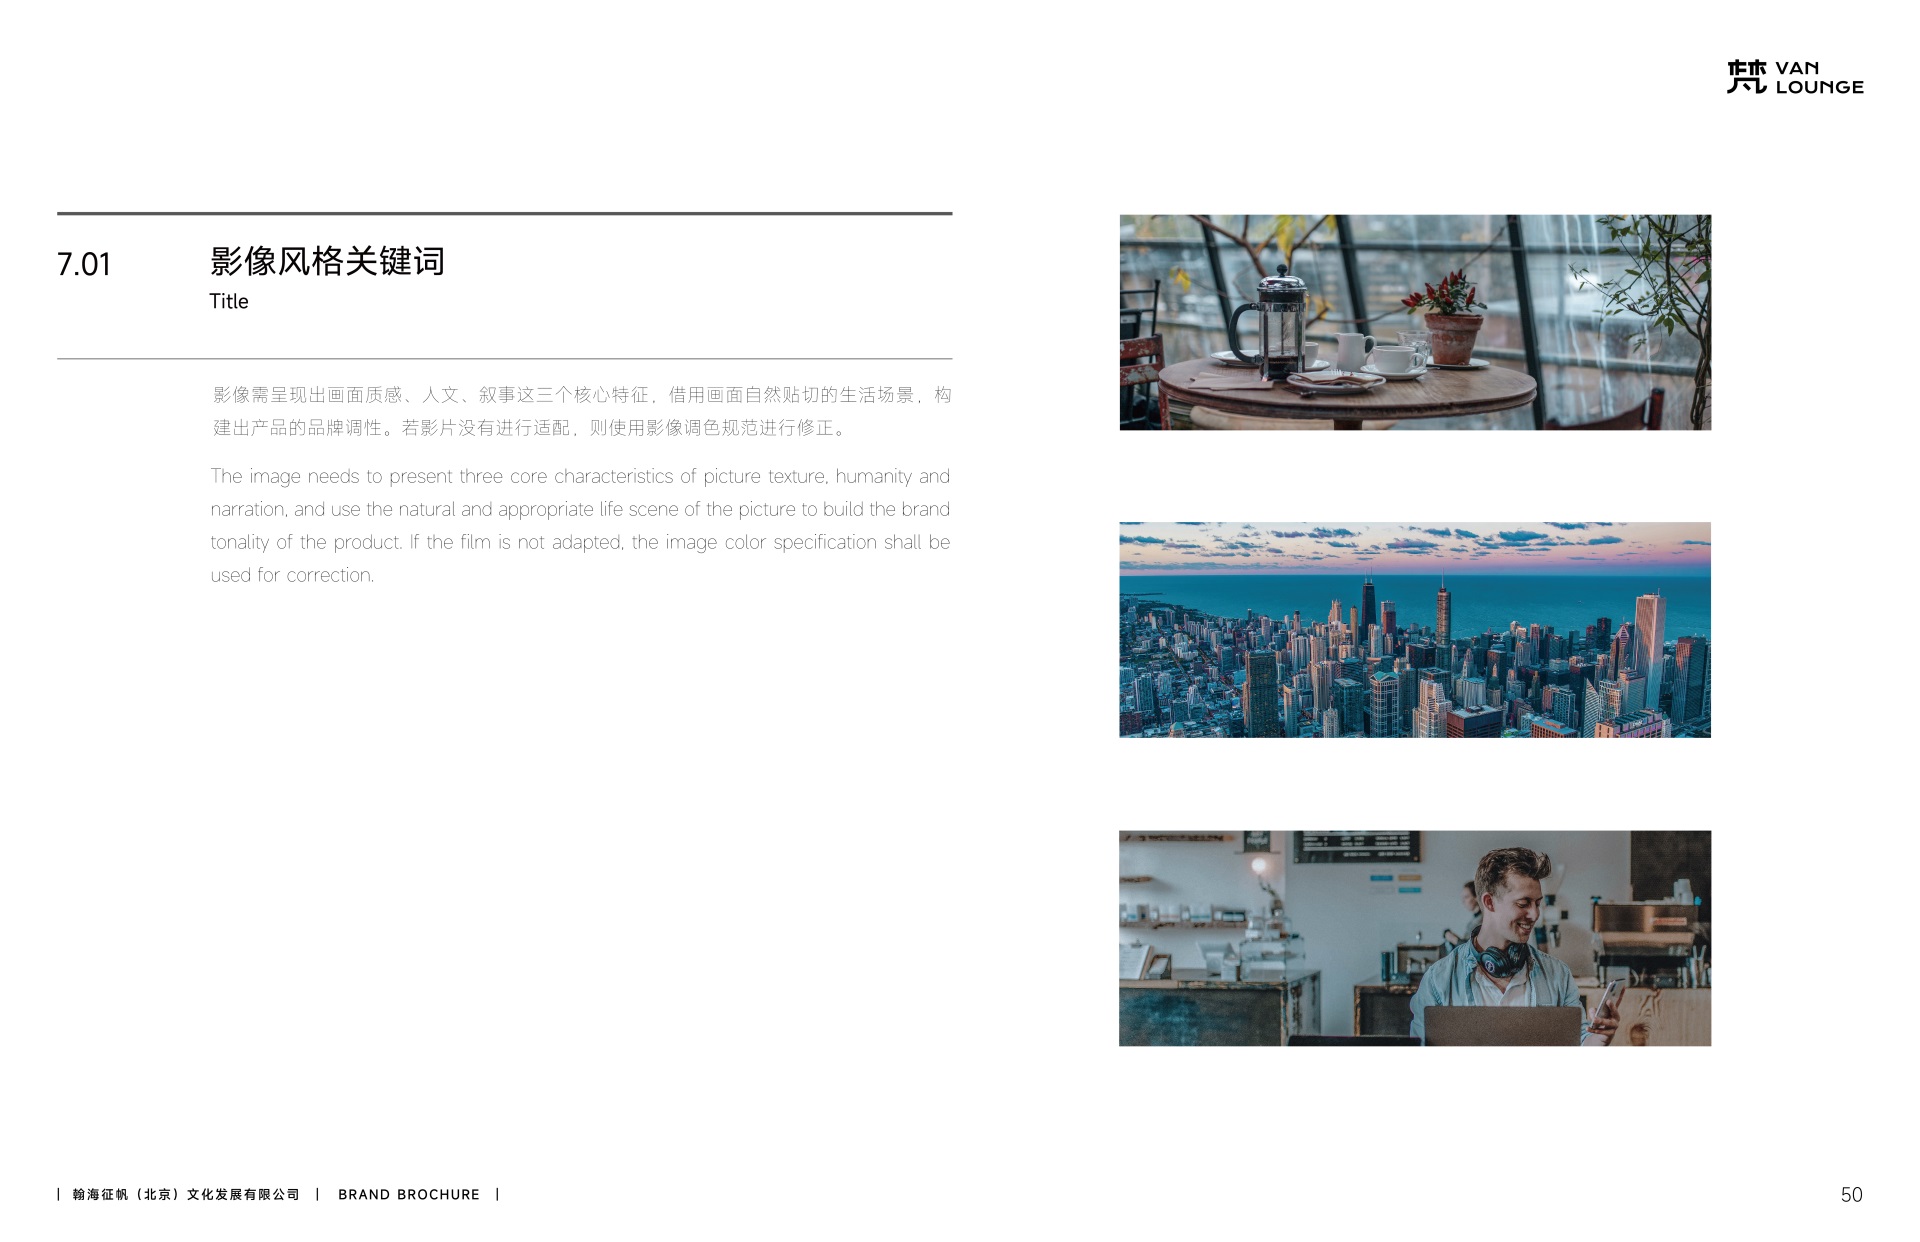 梵 VAN
LOUNGE
7.01 影像风格关键词
Title
影像需呈现出画面质感、人文、叙事这三个核心特征，借用画面自然贴切的生活场景，构
建出产品的品牌调性。若影片没有进行适配，则使用影像调色规范进行修正。
The image needs to present three core characteristics of picture texture, humanity and
narration, and use the natural and appropriate life scene of the picture to build the brand
tonality of the product. If the film is not adapted, the image color specification shall be
used for correction.
| 翰海征帆（北京）文化发展有限公司 | BRAND BROCHURE |
50